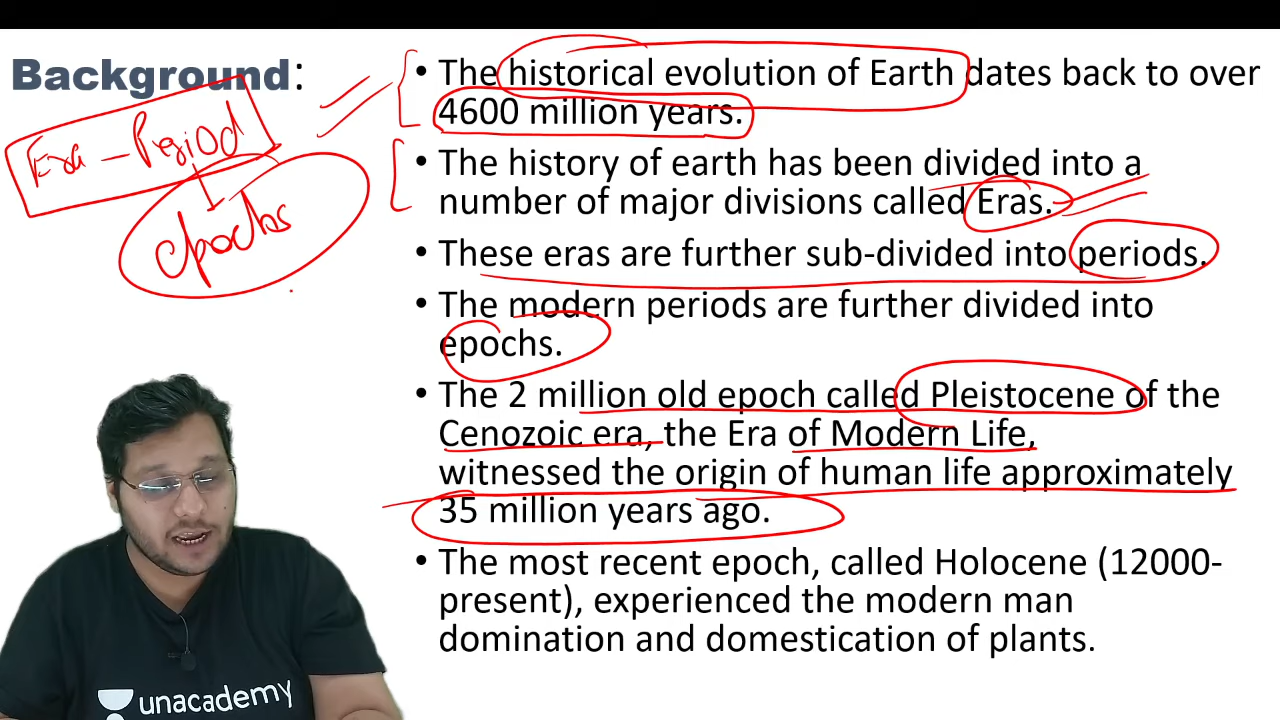 Background:
Era - Period
epochs
• The historical evolution of Earth dates back to over
4600 million years.
• The history of earth has been divided into a
number of major divisions called Eras.
• These eras are further sub-divided into periods.
• The modern periods are further divided into
epochs.
• The 2 million old epoch called Pleistocene of the
Cenozoic era, the Era of Modern Life,
witnessed the origin of human life approximately
35 million years ago.
• The most recent epoch, called Holocene (12000-
present), experienced the modern man
domination and domestication of plants.
unacademy